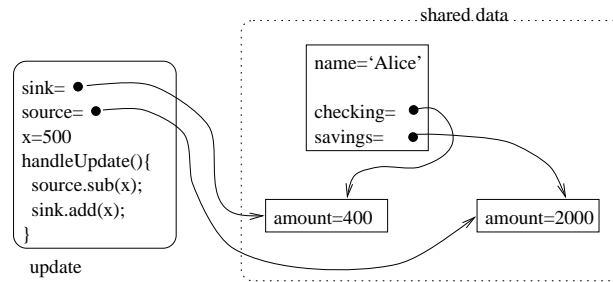 shared data
name=‘Alice’
checking=
savings=
sink=
source=
x=500
handleUpdate(){
source.sub(x);
sink.add(x);
}
update
amount=400
amount=2000